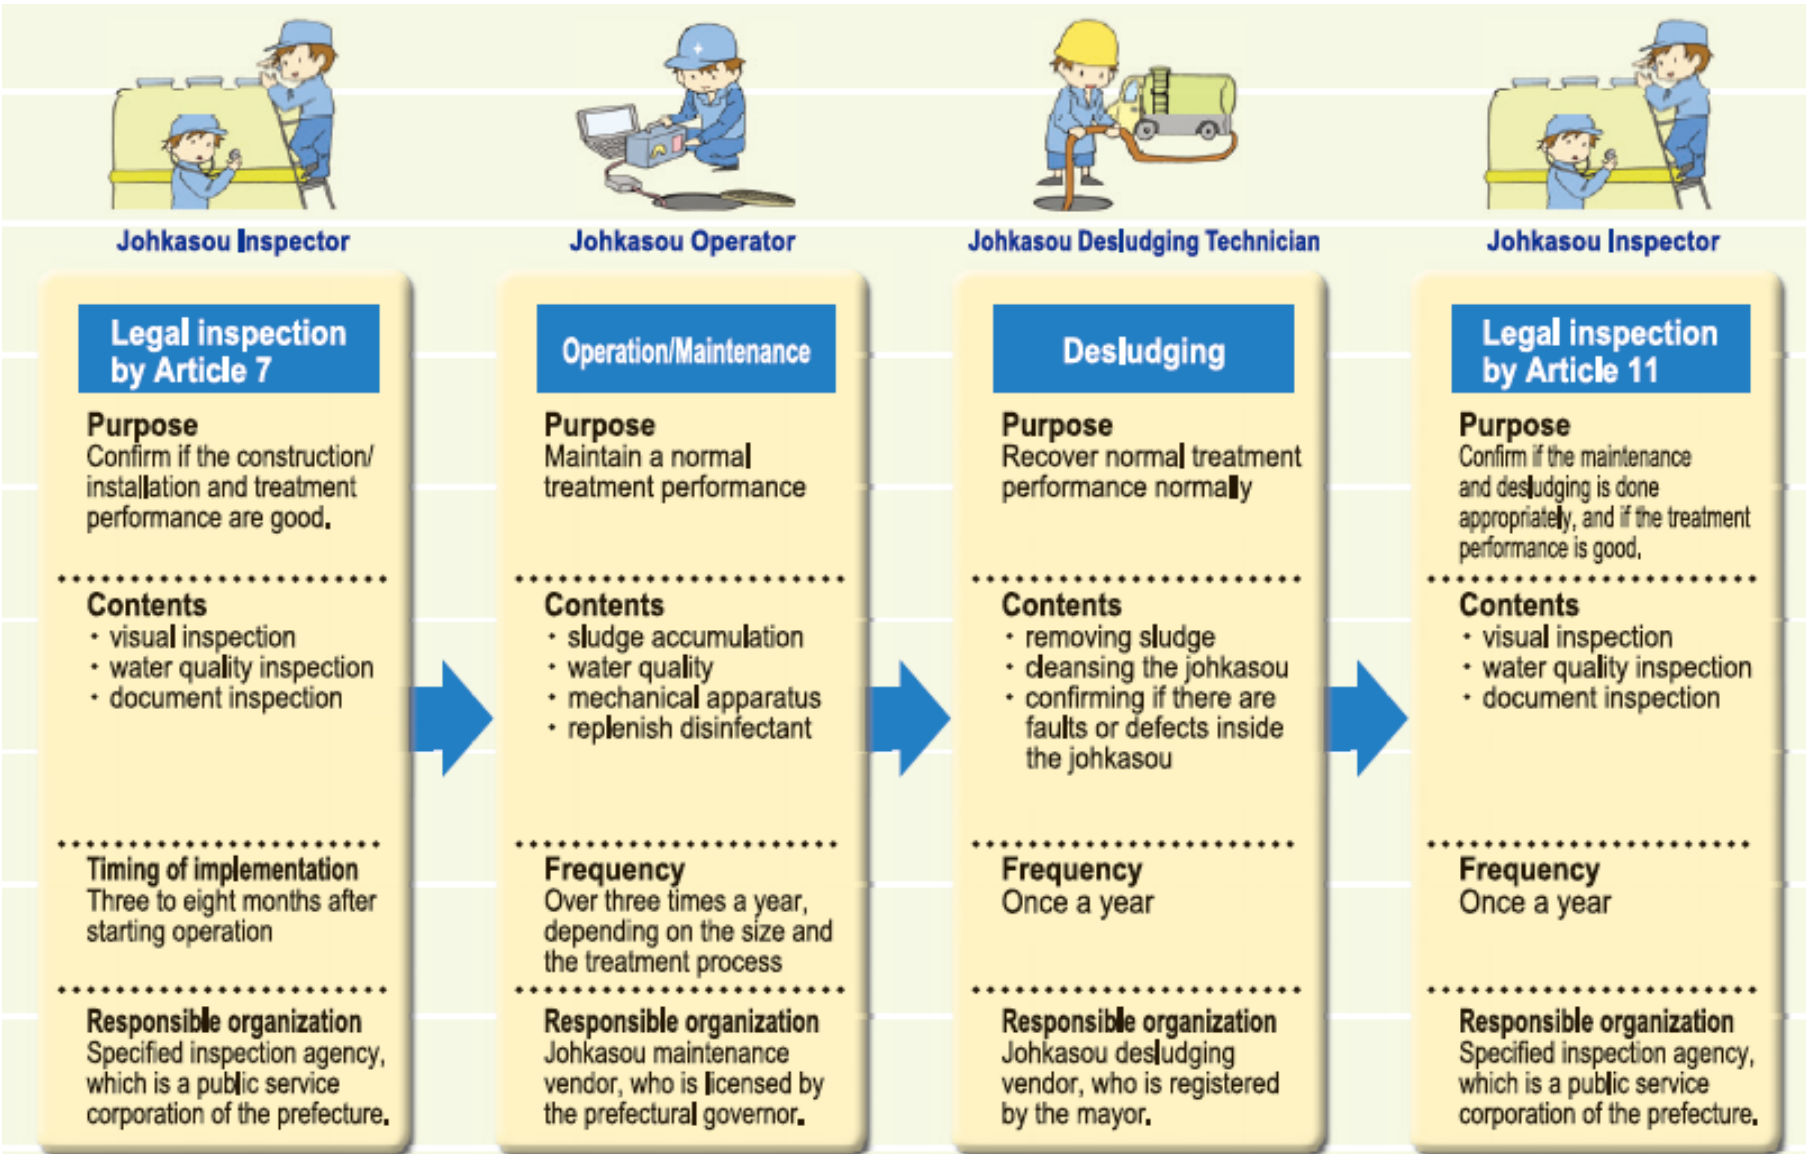 Johkasou Inspector
Legal inspection
by Article 7
Purpose
Confirm if the construction/
installation and treatment
performance are good.
Contents
・visual inspection
・water quality inspection
・document inspection
Timing of implementation
Three to eight months after
starting operation
Responsible organization
Specified inspection agency,
which is a public service
corporation of the prefecture.
Johkasou Operator
Operation/Maintenance
Purpose
Maintain a normal
treatment performance
Contents
・sludge accumulation
・water quality
・mechanical apparatus
・replenish disinfectant
Frequency
Over three times a year,
depending on the size and
the treatment process
Responsible organization
Johkasou maintenance
vendor, who is licensed by
the prefectural governor.
Johkasou Desludging Technician
Desludging
Purpose
Recover normal treatment
performance normally
Contents
・removing sludge
・cleansing the johkasou
・confirming if there are
faults or defects inside
the johkasou
Frequency
Once a year
Responsible organization
Johkasou desludging
vendor, who is registered
by the mayor.
Johkasou Inspector
Legal inspection
by Article 11
Purpose
Confirm if the maintenance
and desludging is done
appropriately, and if the treatment
performance is good.
Contents
・visual inspection
・water quality inspection
・document inspection
Frequency
Once a year
Responsible organization
Specified inspection agency,
which is a public service
corporation of the prefecture.